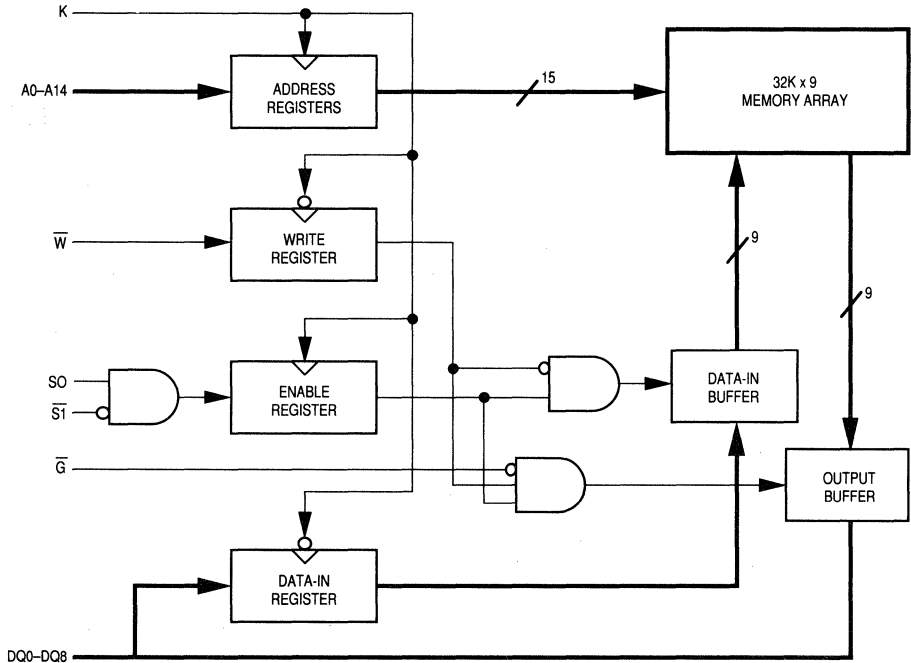 K
A0–A14
ADDRESS
REGISTERS
15
32K x 9
MEMORY ARRAY
W
WRITE
REGISTER
9
9
SO
S1
ENABLE
REGISTER
DATA-IN
BUFFER
G
OUTPUT
BUFFER
DATA-IN
REGISTER
DQ0–DQ8